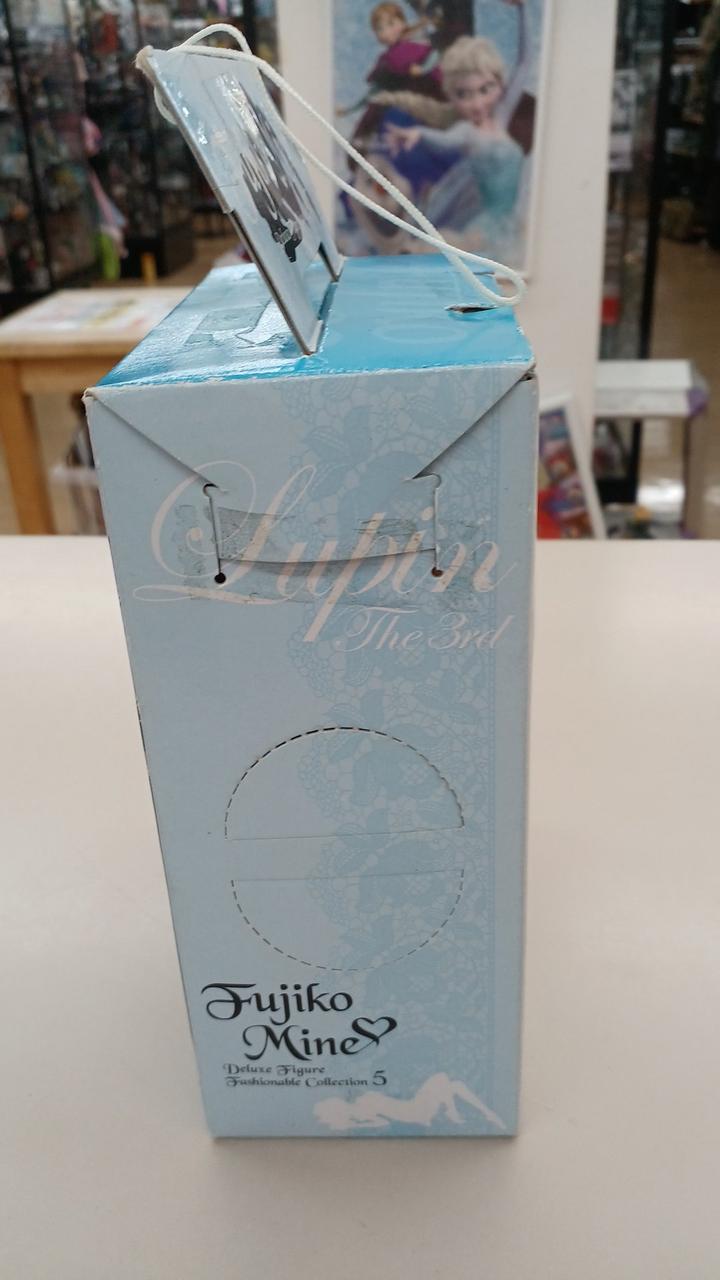 Lupin
The 3rd
Fujiko
Mine
Deluxe Figure
Fashionable Collection 5